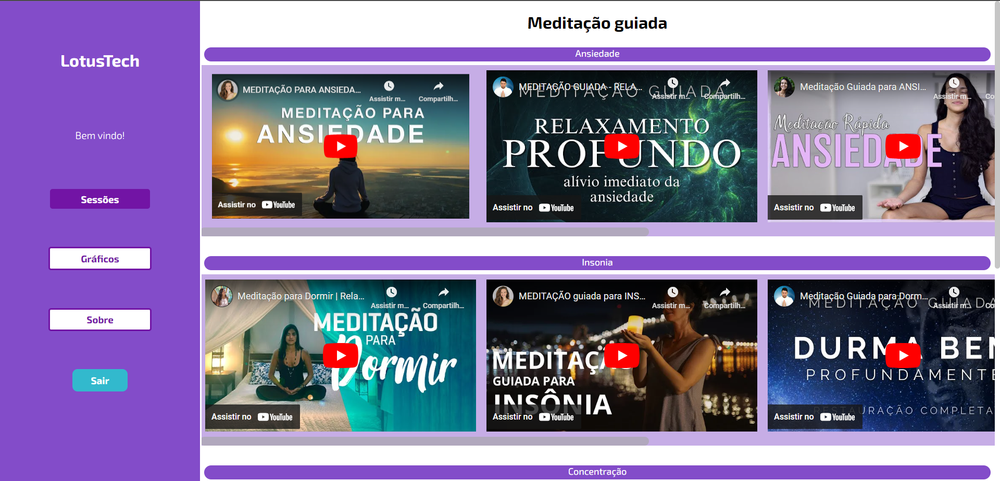 LotusTech
Bem vindo!
Sessões
Gráficos
Sobre
Sair
Meditação guiada
Ansiedade
MEDITAÇÃO PARA ANSIEDA...
Assistir m...
Compartilh...
MEDITAÇÃO PARA
ANSIEDADE
Assistir no YouTube
MEDITAÇÃO GUIADA - RELA...
Assistir m...
Compartilh...
MEDITAÇÃO GUIADA
RELAXAMENTO
PROFUNDO
alívio imediato da
ansiedade
Assistir no YouTube
Meditação Guiada para ANSI...
Assistir m...
Co
Meditação Rápida
ANSIEDADE
Assistir no YouTube
Insonia
Meditação para Dormir | Rela...
Assistir m...
Compartilh...
MEDITAÇÃO
PARA
Dormir
Assistir no YouTube
MEDITAÇÃO guiada para INS...
Assistir m...
Compartilh...
MEDITAÇÃO
GUIADA PARA
INSÔNIA
Assistir no YouTube
Meditação Guiada para Dorm...
Assistir m...
Co
MEDITAÇÃO GUIADA
DURMA BEM
PROFUNDAMENTE
RESTAURAÇÃO COMPLETA
Assistir no YouTube
Concentração